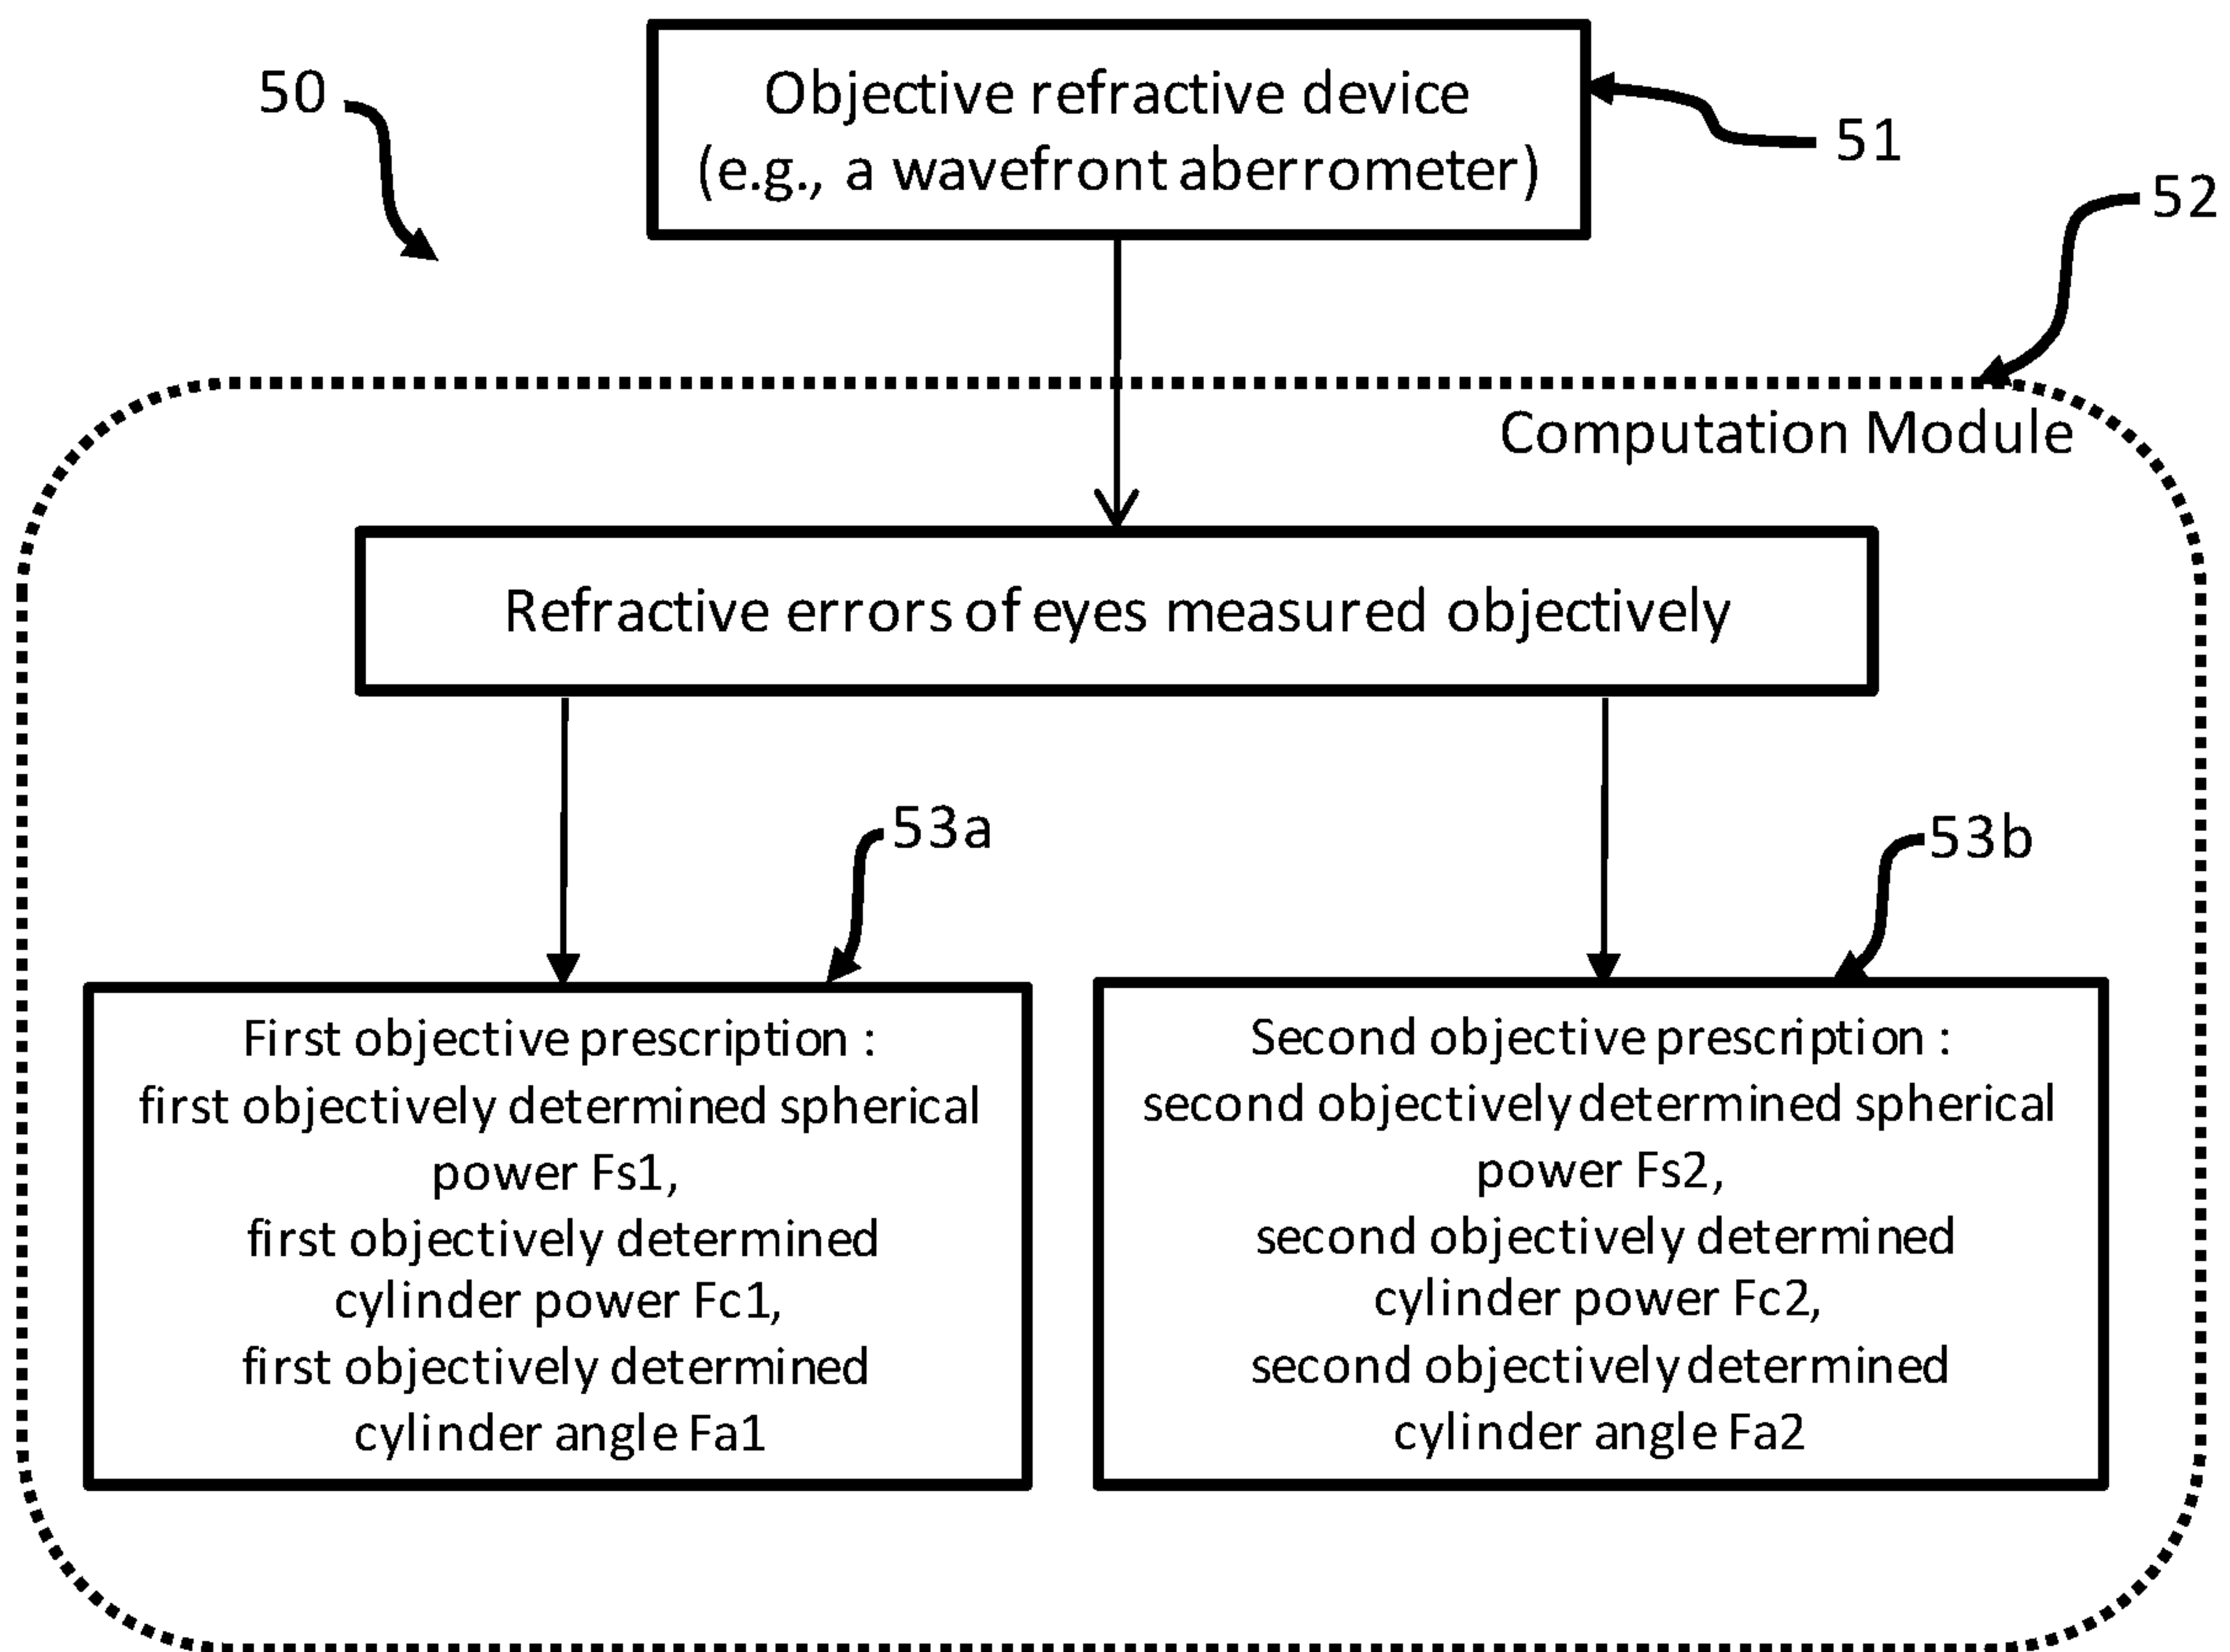 50
Objective refractive device
(e.g., a wavefront aberrometer)
51
52
Computation Module
Refractive errors of eyes measured objectively
53a
53b
First objective prescription :
first objectively determined spherical
power Fs1,
first objectively determined
cylinder power Fc1,
first objectively determined
cylinder angle Fa1
Second objective prescription :
second objectively determined spherical
power Fs2,
second objectively determined
cylinder power Fc2,
second objectively determined
cylinder angle Fa2